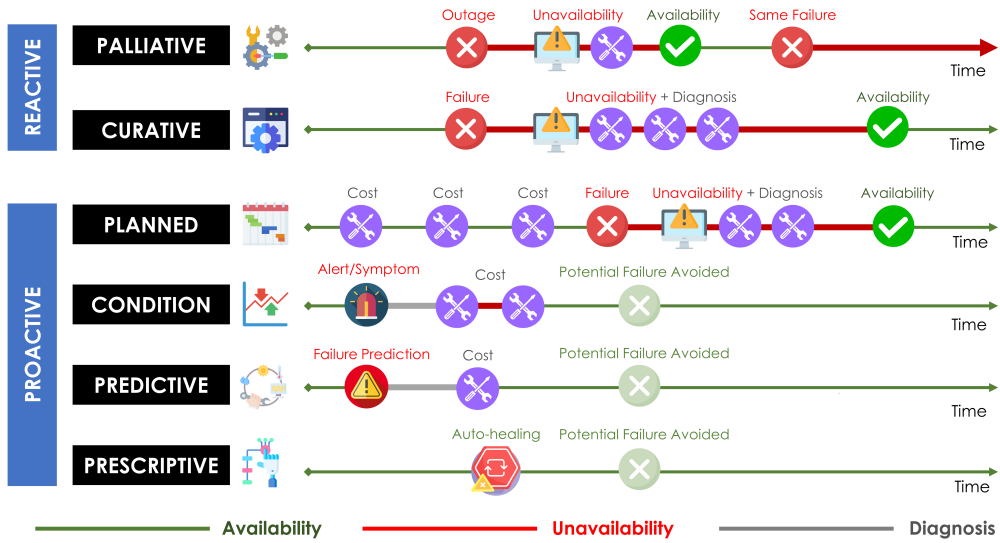 REACTIVE
PALLIATIVE
Outage
Unavailability
Availability
Same Failure
Time
CURATIVE
Failure
Unavailability + Diagnosis
Availability
Time
PROACTIVE
PLANNED
Cost
Cost
Cost
Failure
Unavailability + Diagnosis
Availability
Time
CONDITION
Alert/Symptom
Cost
Potential Failure Avoided
Time
PREDICTIVE
Failure Prediction
Cost
Potential Failure Avoided
Time
PRESCRIPTIVE
Auto-healing
Potential Failure Avoided
Time
Availability
Unavailability
Diagnosis